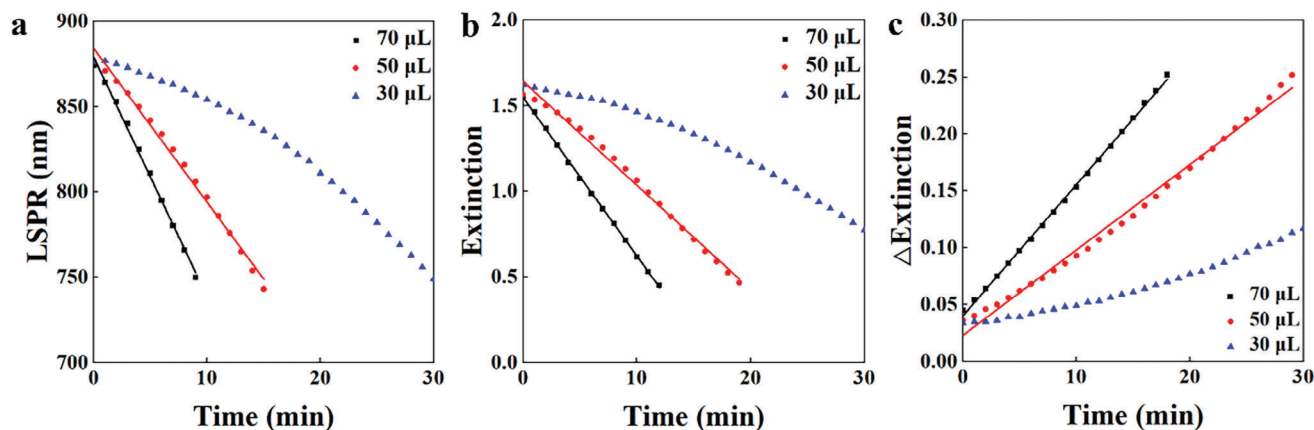 a
900
850
800
750
700
LSPR (nm)
70 μL
50 μL
30 μL
0 10 20 30
Time (min)
b
2.0
1.5
1.0
0.5
0.0
Extinction
70 μL
50 μL
30 μL
0 10 20 30
Time (min)
c
0.30
0.25
0.20
0.15
0.10
0.05
0.00
△Extinction
70 μL
50 μL
30 μL
0 10 20 30
Time (min)